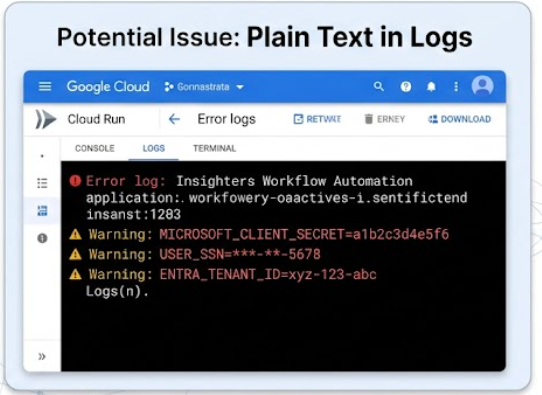 Potential Issue: Plain Text in Logs
Google Cloud Gonnastrata
Cloud Run ← Error logs RETWIIT ERNEY DOWNLOAD
CONSOLE LOGS TERMINAL
Error log: Insighters Workflow Automation
application:. workfowery-oaactives-i.sentifictend
insanst:1283
Warning: MICROSOFT_CLIENT_SECRET=a1b2c3d4e5f6
Warning: USER_SSN=***-**-5678
Warning: ENTRA_TENANT_ID=xyz-123-abc
Logs(n).